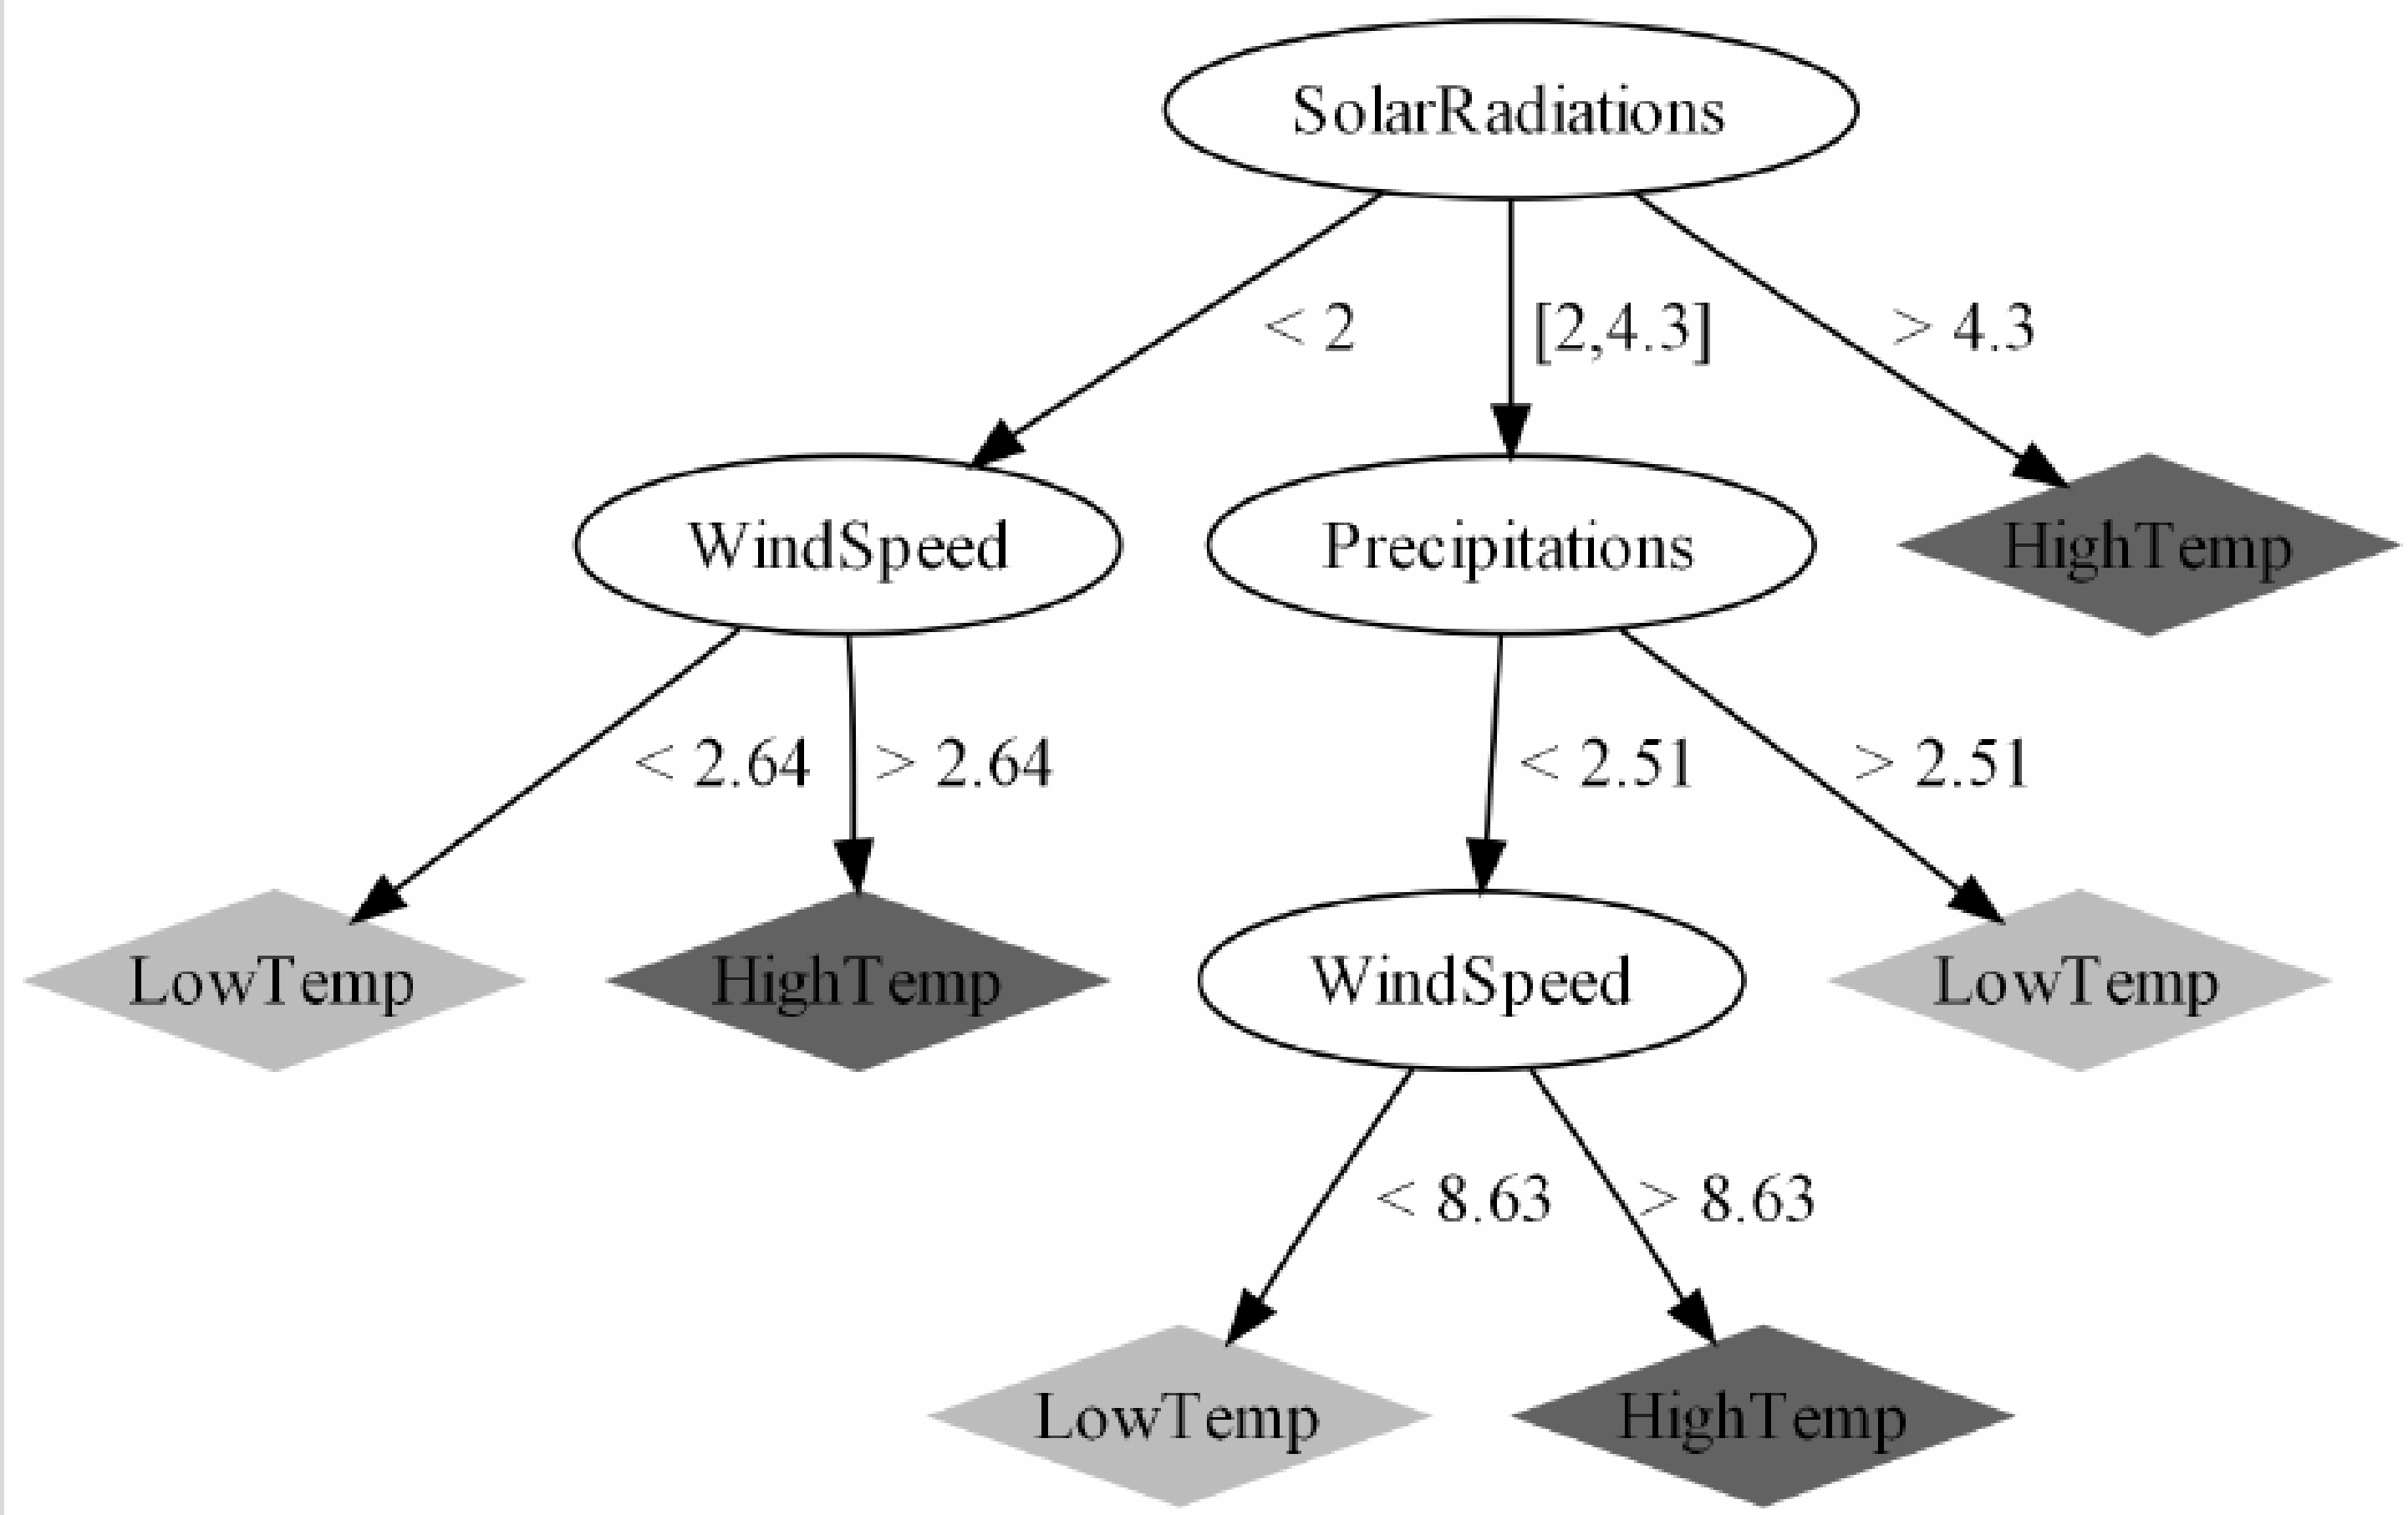 SolarRadiations
< 2
[2,4.3]
> 4.3
WindSpeed
Precipitations
HighTemp
< 2.64
> 2.64
< 2.51
> 2.51
LowTemp
HighTemp
WindSpeed
LowTemp
< 8.63
> 8.63
LowTemp
HighTemp